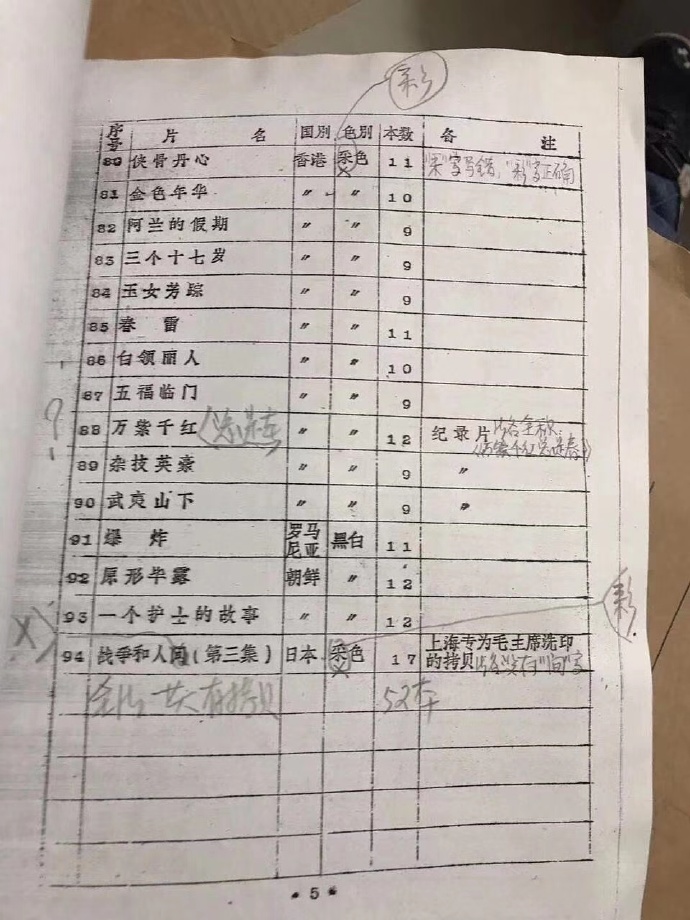 彩
序号 片名 国别 色别 本数 备注
80 侠骨丹心 香港 采色 11 "采"字写错，"彩"字正确
81 金色年华 〃 〃 10
82 阿兰的假期 〃 〃 9
83 三个十七岁 〃 〃 9
84 玉女芳踪 〃 〃 9
85 春雷 〃 〃 11
86 白领丽人 〃 〃 10
87 五福临门 〃 〃 9
? 88 万紫千红(总是春 〃 〃 12 纪录片 片名全称:
《万紫千红总是春》
89 杂技英豪 〃 〃 9 〃
90 武夷山下 〃 〃 9 〃
91 爆炸 罗马尼亚 黑白 11
92 原形毕露 朝鲜 〃 12
93 一个护士的故事 〃 〃 12
彩
X 94 战争和人间(第三集) 日本 采色 17 上海专为毛主席洗印
的拷贝 片名没有"间"字
全片共有拷贝 52本
• 5 •